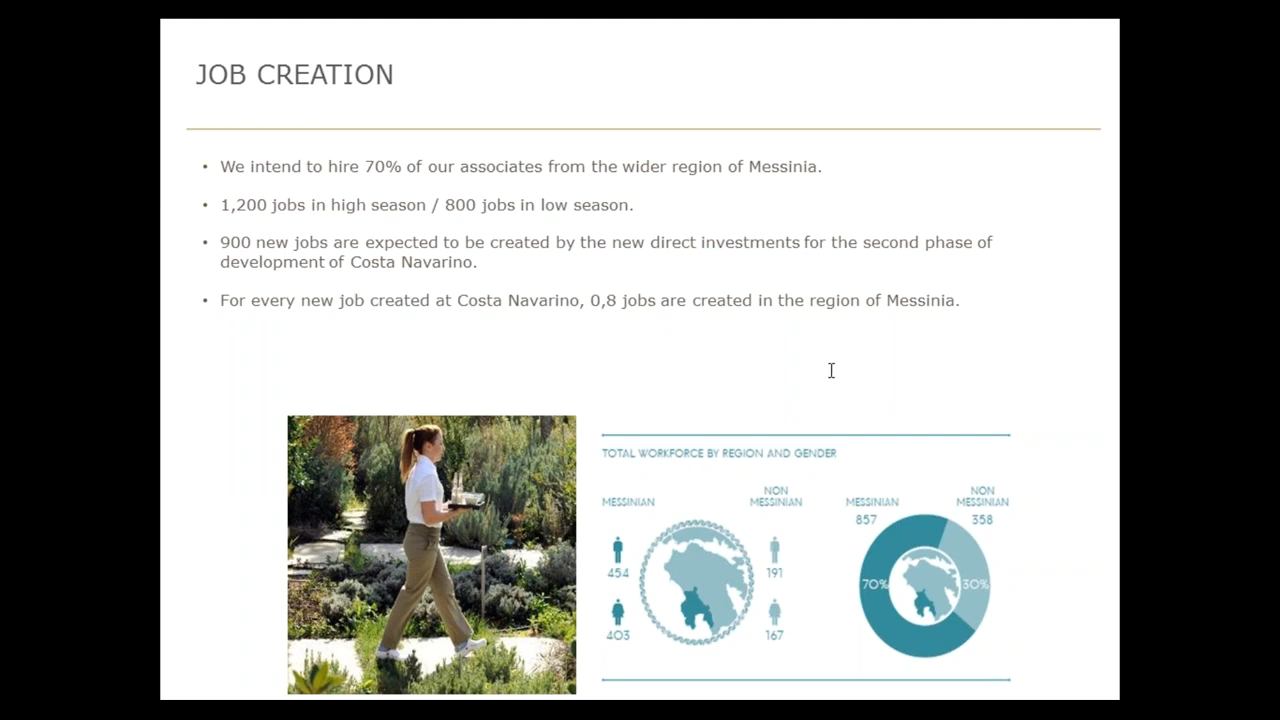 JOB CREATION
• We intend to hire 70% of our associates from the wider region of Messinia.
• 1,200 jobs in high season / 800 jobs in low season.
• 900 new jobs are expected to be created by the new direct investments for the second phase of
development of Costa Navarino.
• For every new job created at Costa Navarino, 0,8 jobs are created in the region of Messinia.
TOTAL WORKFORCE BY REGION AND GENDER
MESSINIAN
NON
MESSINIAN
454
191
403
167
MESSINIAN
857
NON
MESSINIAN
358
70%
30%